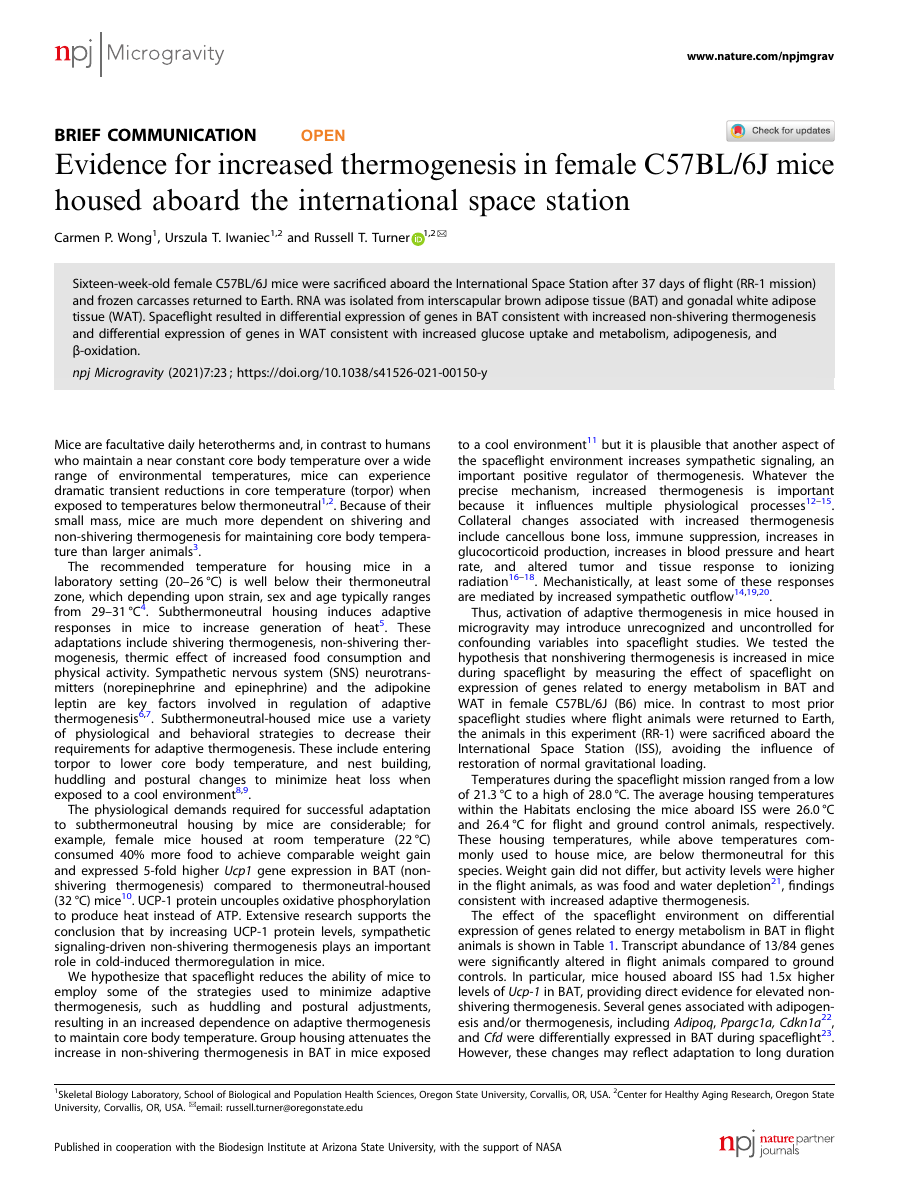 npj | Microgravity
www.nature.com/npjmgrav
BRIEF COMMUNICATION OPEN
Check for updates
Evidence for increased thermogenesis in female C57BL/6J mice
housed aboard the international space station
Carmen P. Wong1, Urszula T. Iwaniec1,2 and Russell T. Turner iD 1,2✉
Sixteen-week-old female C57BL/6J mice were sacrificed aboard the International Space Station after 37 days of flight (RR-1 mission)
and frozen carcasses returned to Earth. RNA was isolated from interscapular brown adipose tissue (BAT) and gonadal white adipose
tissue (WAT). Spaceflight resulted in differential expression of genes in BAT consistent with increased non-shivering thermogenesis
and differential expression of genes in WAT consistent with increased glucose uptake and metabolism, adipogenesis, and
β-oxidation.
npj Microgravity (2021)7:23 ; https://doi.org/10.1038/s41526-021-00150-y
Mice are facultative daily heterotherms and, in contrast to humans
who maintain a near constant core body temperature over a wide
range of environmental temperatures, mice can experience
dramatic transient reductions in core temperature (torpor) when
exposed to temperatures below thermoneutral1,2. Because of their
small mass, mice are much more dependent on shivering and
non-shivering thermogenesis for maintaining core body tempera-
ture than larger animals3.
The recommended temperature for housing mice in a
laboratory setting (20–26 °C) is well below their thermoneutral
zone, which depending upon strain, sex and age typically ranges
from 29–31 °C4. Subthermoneutral housing induces adaptive
responses in mice to increase generation of heat5. These
adaptations include shivering thermogenesis, non-shivering ther-
mogenesis, thermic effect of increased food consumption and
physical activity. Sympathetic nervous system (SNS) neurotrans-
mitters (norepinephrine and epinephrine) and the adipokine
leptin are key factors involved in regulation of adaptive
thermogenesis6,7. Subthermoneutral-housed mice use a variety
of physiological and behavioral strategies to decrease their
requirements for adaptive thermogenesis. These include entering
torpor to lower core body temperature, and nest building,
huddling and postural changes to minimize heat loss when
exposed to a cool environment8,9.
The physiological demands required for successful adaptation
to subthermoneutral housing by mice are considerable; for
example, female mice housed at room temperature (22 °C)
consumed 40% more food to achieve comparable weight gain
and expressed 5-fold higher Ucp1 gene expression in BAT (non-
shivering thermogenesis) compared to thermoneutral-housed
(32 °C) mice10. UCP-1 protein uncouples oxidative phosphorylation
to produce heat instead of ATP. Extensive research supports the
conclusion that by increasing UCP-1 protein levels, sympathetic
signaling-driven non-shivering thermogenesis plays an important
role in cold-induced thermoregulation in mice.
We hypothesize that spaceflight reduces the ability of mice to
employ some of the strategies used to minimize adaptive
thermogenesis, such as huddling and postural adjustments,
resulting in an increased dependence on adaptive thermogenesis
to maintain core body temperature. Group housing attenuates the
increase in non-shivering thermogenesis in BAT in mice exposed
to a cool environment11 but it is plausible that another aspect of
the spaceflight environment increases sympathetic signaling, an
important positive regulator of thermogenesis. Whatever the
precise mechanism, increased thermogenesis is important
because it influences multiple physiological processes12–15.
Collateral changes associated with increased thermogenesis
include cancellous bone loss, immune suppression, increases in
glucocorticoid production, increases in blood pressure and heart
rate, and altered tumor and tissue response to ionizing
radiation16–18. Mechanistically, at least some of these responses
are mediated by increased sympathetic outflow14,19,20.
Thus, activation of adaptive thermogenesis in mice housed in
microgravity may introduce unrecognized and uncontrolled for
confounding variables into spaceflight studies. We tested the
hypothesis that nonshivering thermogenesis is increased in mice
during spaceflight by measuring the effect of spaceflight on
expression of genes related to energy metabolism in BAT and
WAT in female C57BL/6J (B6) mice. In contrast to most prior
spaceflight studies where flight animals were returned to Earth,
the animals in this experiment (RR-1) were sacrificed aboard the
International Space Station (ISS), avoiding the influence of
restoration of normal gravitational loading.
Temperatures during the spaceflight mission ranged from a low
of 21.3 °C to a high of 28.0 °C. The average housing temperatures
within the Habitats enclosing the mice aboard ISS were 26.0 °C
and 26.4 °C for flight and ground control animals, respectively.
These housing temperatures, while above temperatures com-
monly used to house mice, are below thermoneutral for this
species. Weight gain did not differ, but activity levels were higher
in the flight animals, as was food and water depletion21, findings
consistent with increased adaptive thermogenesis.
The effect of the spaceflight environment on differential
expression of genes related to energy metabolism in BAT in flight
animals is shown in Table 1. Transcript abundance of 13/84 genes
were significantly altered in flight animals compared to ground
controls. In particular, mice housed aboard ISS had 1.5x higher
levels of Ucp-1 in BAT, providing direct evidence for elevated non-
shivering thermogenesis. Several genes associated with adipogen-
esis and/or thermogenesis, including Adipoq, Ppargc1a, Cdkn1a22,
and Cfd were differentially expressed in BAT during spaceflight23.
However, these changes may reflect adaptation to long duration
1Skeletal Biology Laboratory, School of Biological and Population Health Sciences, Oregon State University, Corvallis, OR, USA. 2Center for Healthy Aging Research, Oregon State
University, Corvallis, OR, USA. ✉email: russell.turner@oregonstate.edu
Published in cooperation with the Biodesign Institute at Arizona State University, with the support of NASA
npj nature partner
journals